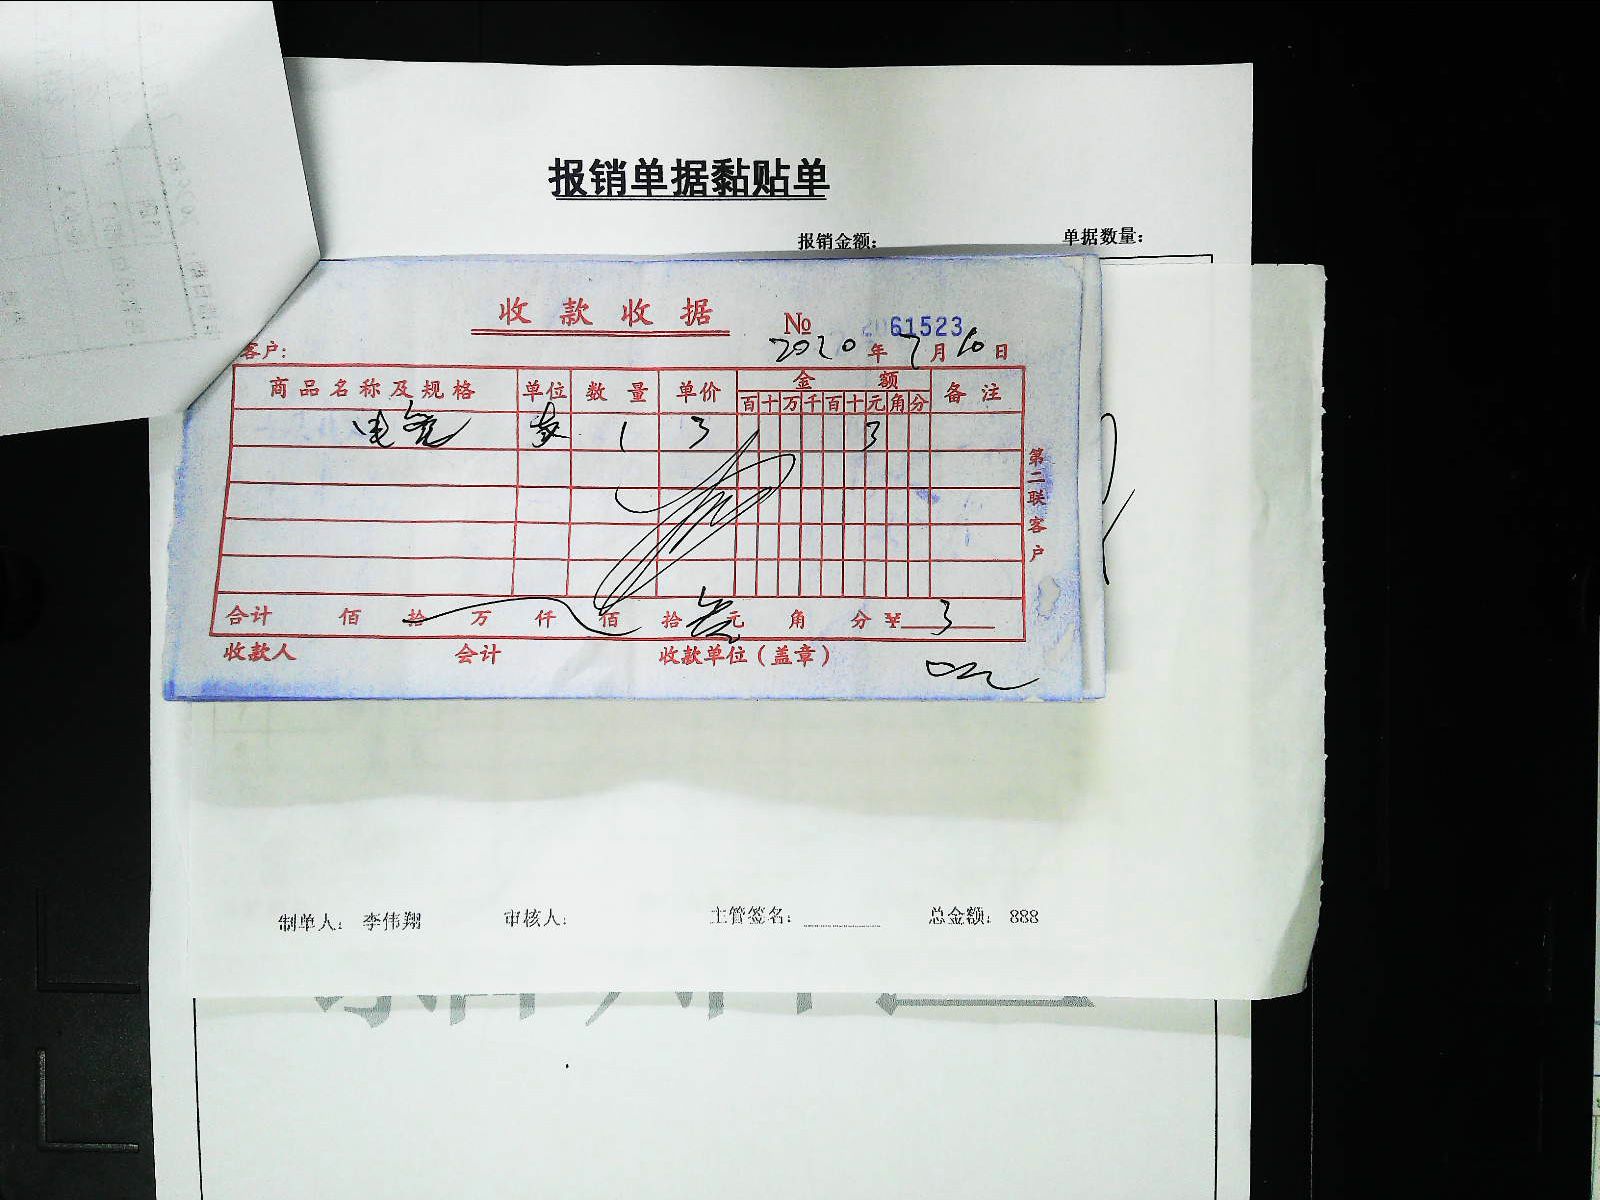 报销单据黏贴单
报销金额： 单据数量：
收款收据
№ 2061523
2020年7月10日
客户：
商品名称及规格 单位 数量 单价 金额 备注
百十万千百十元角分
1 3 3
第二联客户
合计 佰 拾 万 仟 佰 拾 叁元 角 分 ¥ 3
收款人 会计 收款单位（盖章）
制单人： 李伟翔 审核人： 主管签名： 总金额： 888